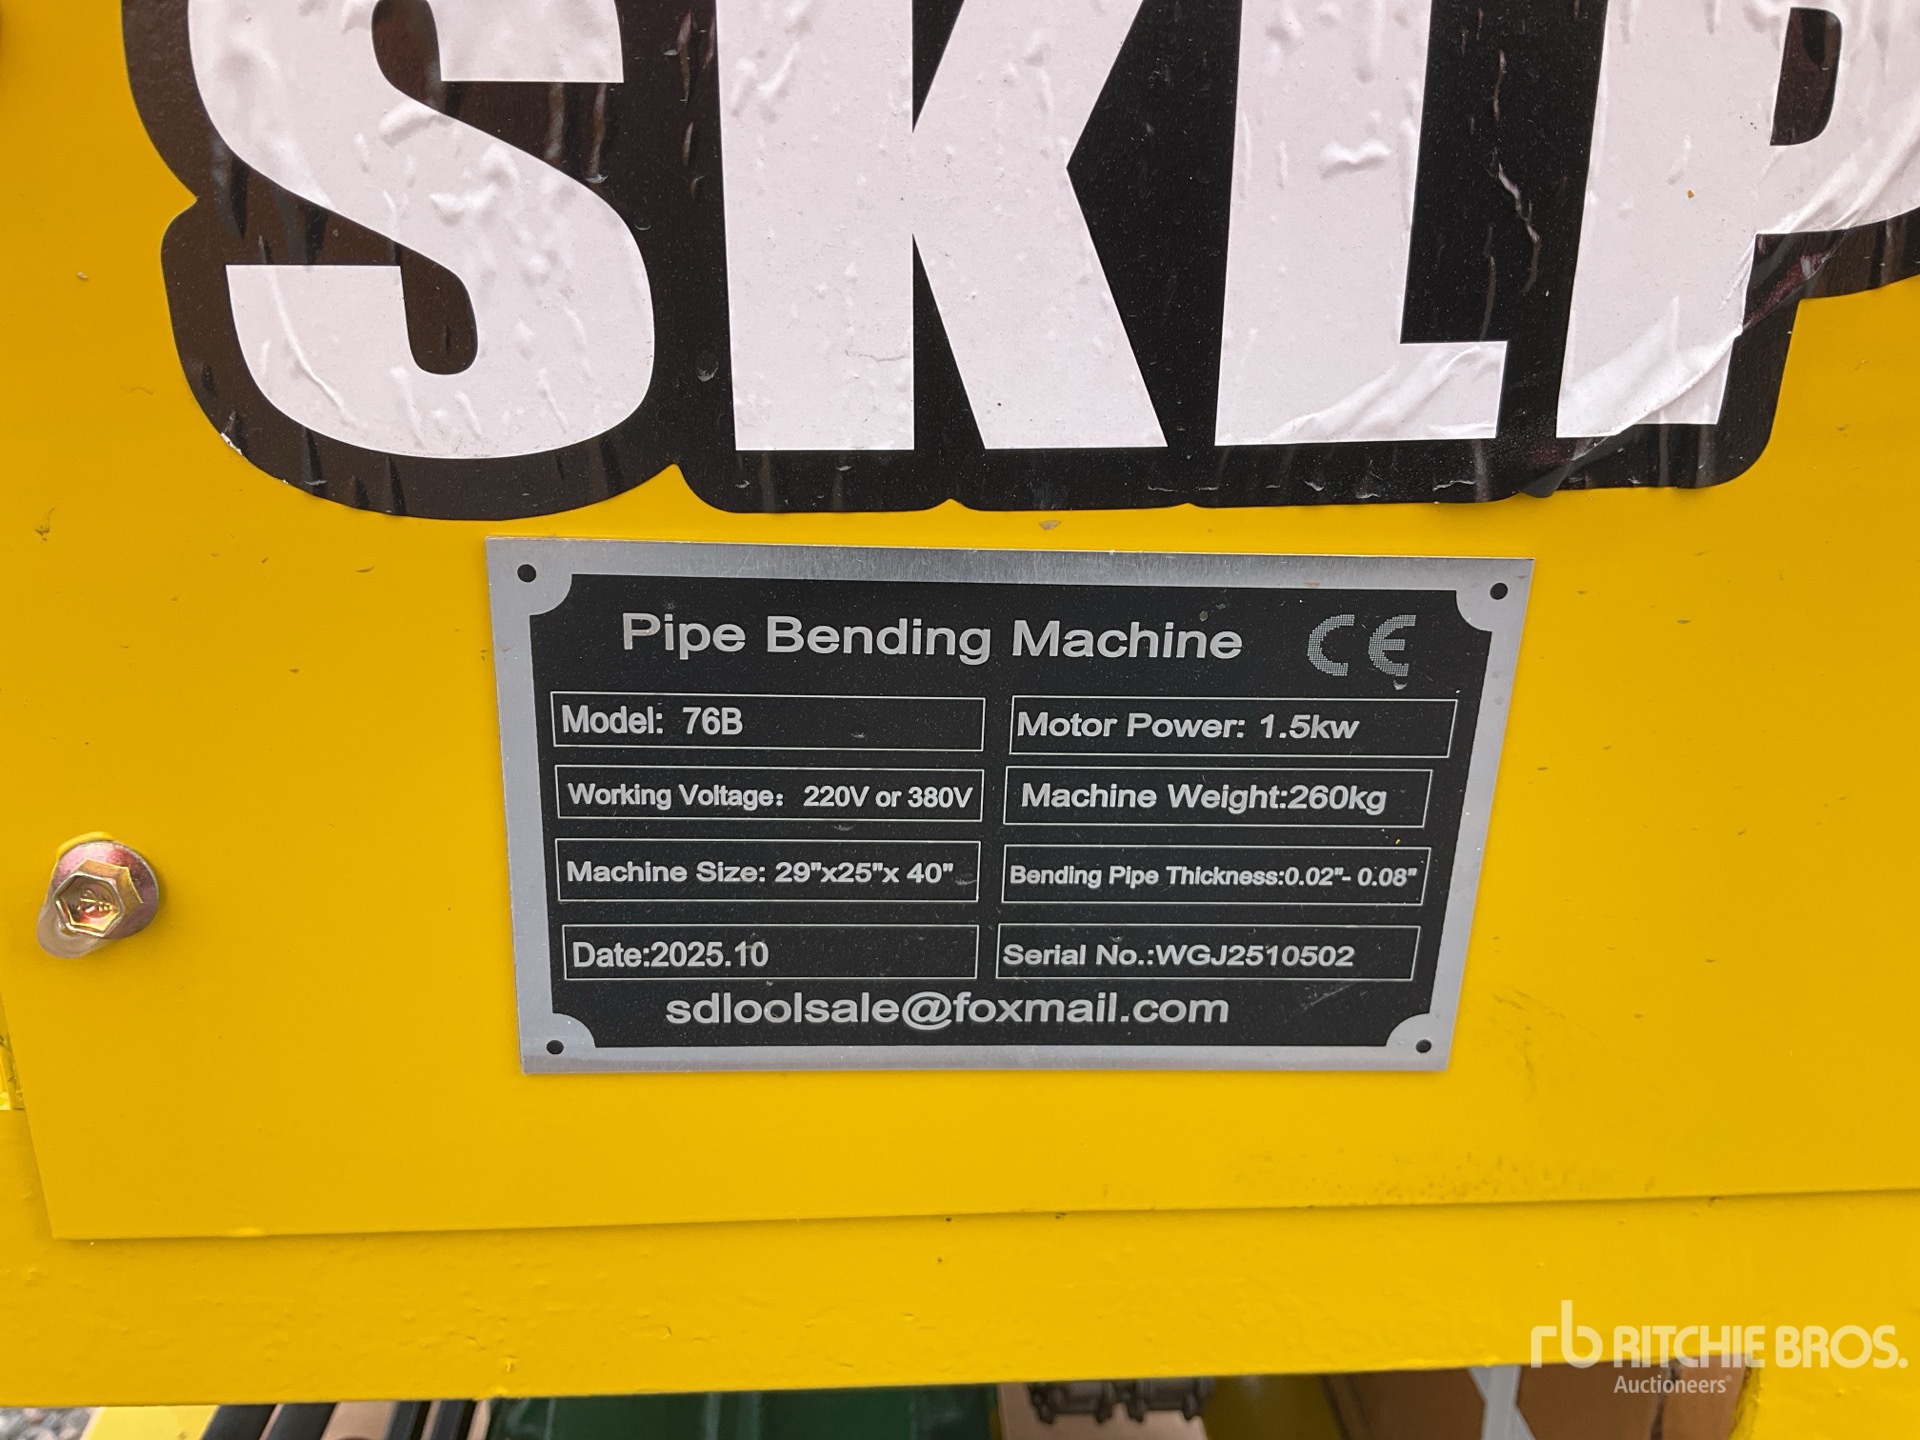 SKLP
Pipe Bending Machine CE
Model: 76B
Motor Power: 1.5kw
Working Voltage: 220V or 380V
Machine Weight:260kg
Machine Size: 29"x25"x 40"
Bending Pipe Thickness:0.02"- 0.08"
Date:2025.10
Serial No.:WGJ2510502
sdloolsale@foxmail.com
rb RITCHIE BROS.
Auctioneers